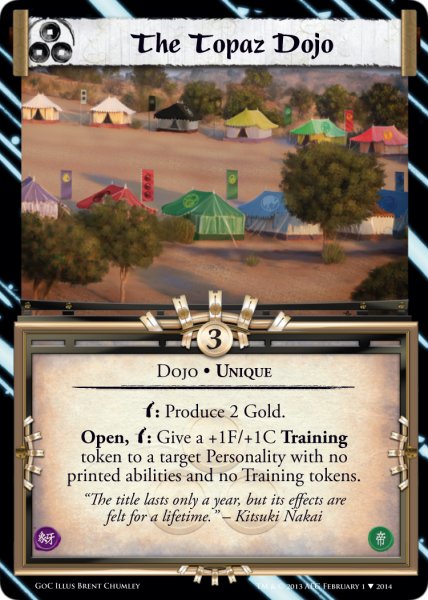 The Topaz Dojo
3
Dojo • Unique
: Produce 2 Gold.
Open, : Give a +1F/+1C Training
token to a target Personality with no
printed abilities and no Training tokens.
“The title lasts only a year, but its effects are
felt for a lifetime.” – Kitsuki Nakai
帝
GoC Illus Brent Chumley
TM & © 2013 AEG February 1 ▼ 2014